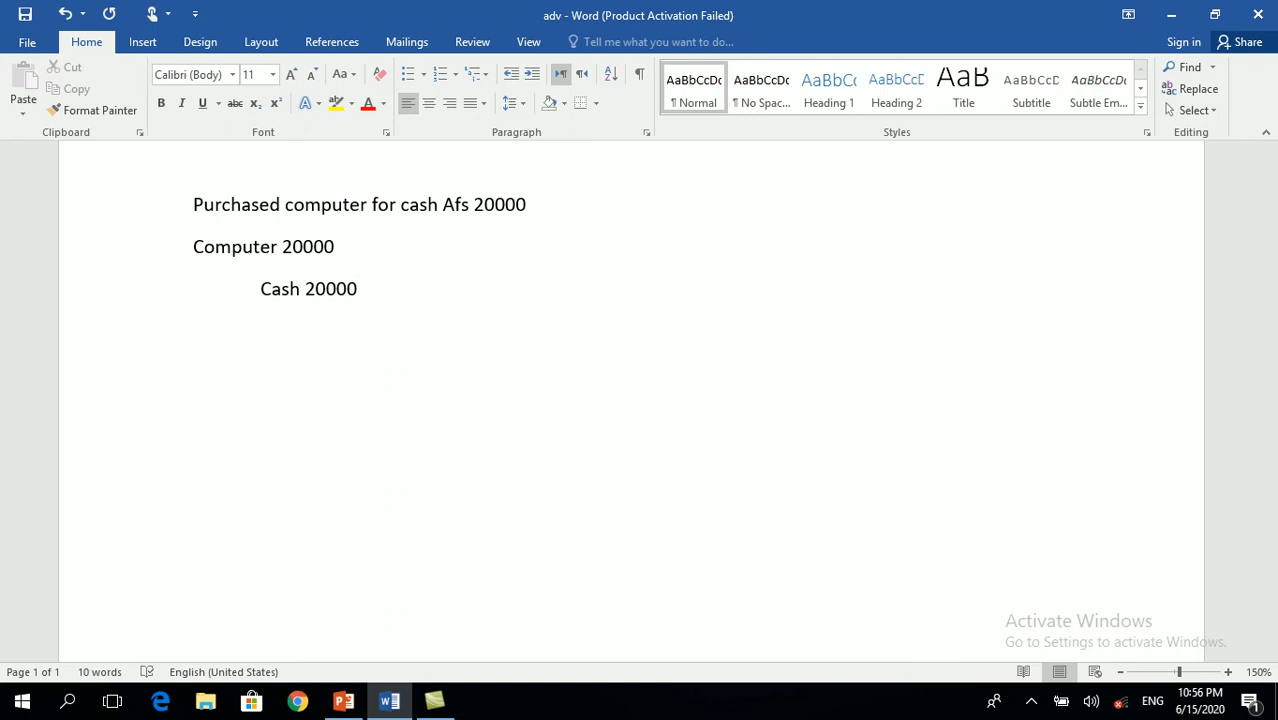 adv - Word (Product Activation Failed)
File Home Insert Design Layout References Mailings Review View Tell me what you want to do... Sign in Share
Paste
Cut
Copy
Format Painter
Clipboard
Calibri (Body) 11
Font
Paragraph
AaBbCcDc ¶ Normal
AaBbCcDc ¶ No Spac...
AaBbCc Heading 1
AaBbCcE Heading 2
AaB Title
AaBbCcD Subtitle
AaBbCcDc Subtle Em...
Styles
Find
Replace
Select
Editing
Purchased computer for cash Afs 20000
Computer 20000
Cash 20000
Activate Windows
Go to Settings to activate Windows.
Page 1 of 1 10 words English (United States) 150%
ENG
10:56 PM
6/15/2020